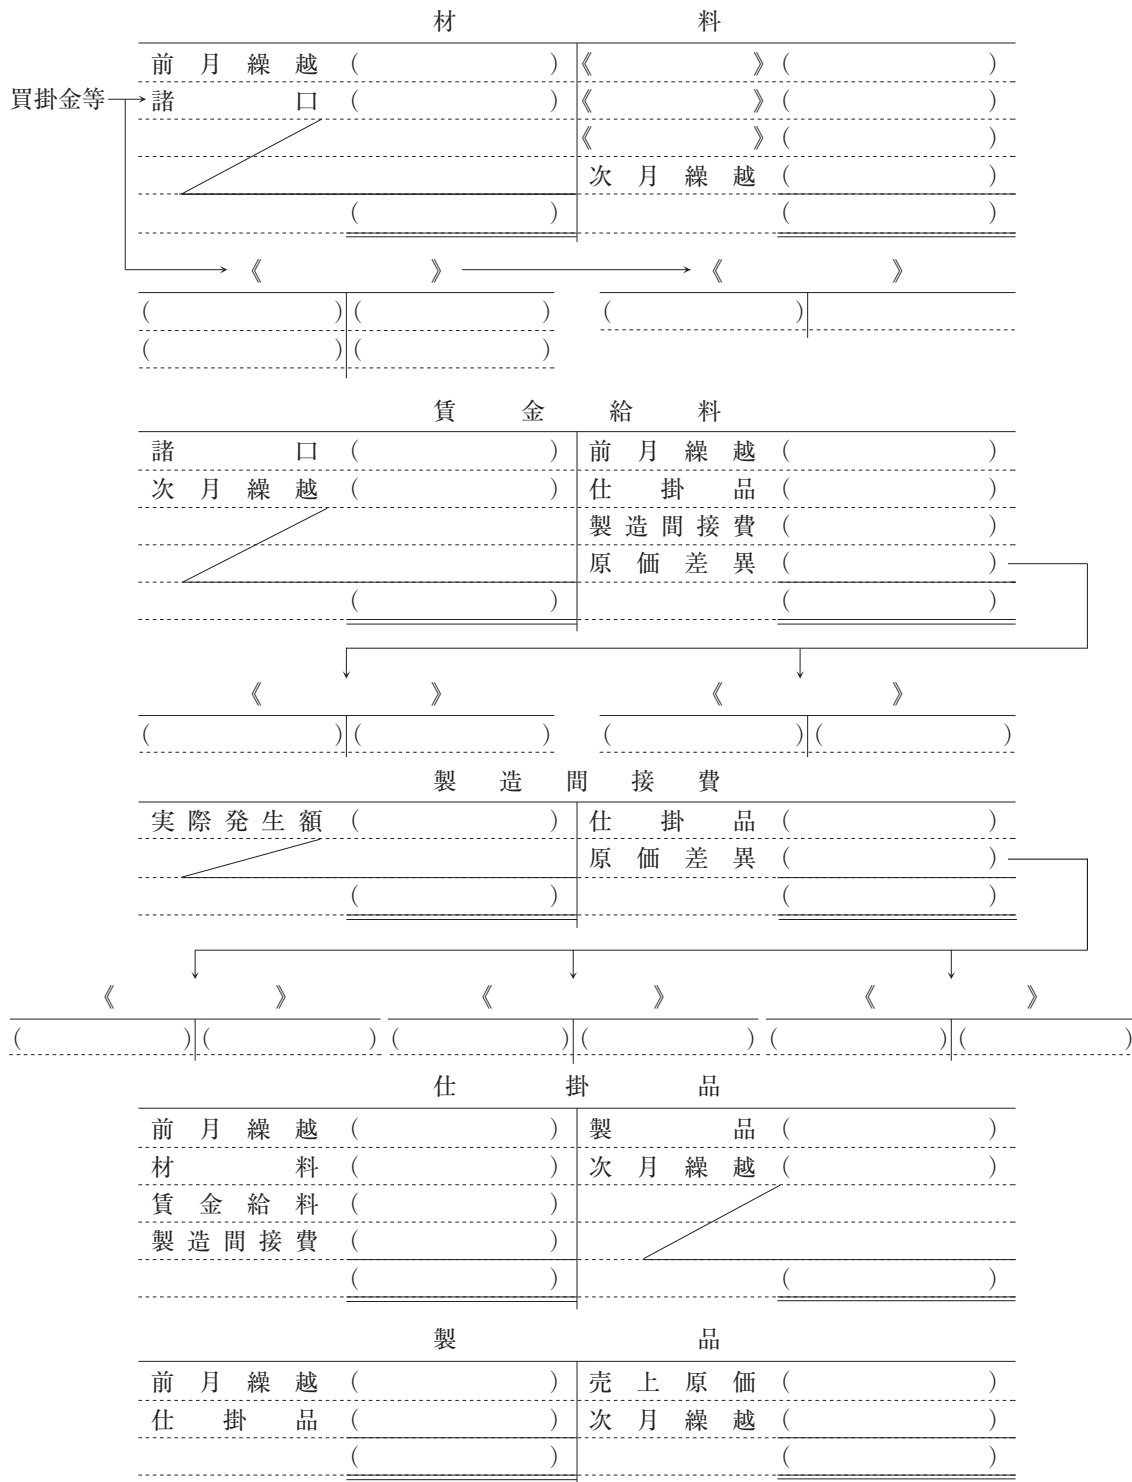 材 料
前月繰越 ( ) 《 》 ( )
買掛金等 諸口 ( ) 《 》 ( )
《 》 ( )
次月繰越 ( )
( ) ( )
《 》 《 》
( ) ( ) ( )
( ) ( )
賃金給料
諸口 ( ) 前月繰越 ( )
次月繰越 ( ) 仕掛品 ( )
製造間接費 ( )
原価差異 ( )
( ) ( )
《 》 《 》
( ) ( ) ( ) ( )
製造間接費
実際発生額 ( ) 仕掛品 ( )
原価差異 ( )
( ) ( )
《 》 《 》 《 》
( ) ( ) ( ) ( ) ( ) ( )
仕掛品
前月繰越 ( ) 製品 ( )
材料 ( ) 次月繰越 ( )
賃金給料 ( )
製造間接費 ( )
( ) ( )
製品
前月繰越 ( ) 売上原価 ( )
仕掛品 ( ) 次月繰越 ( )
( ) ( )